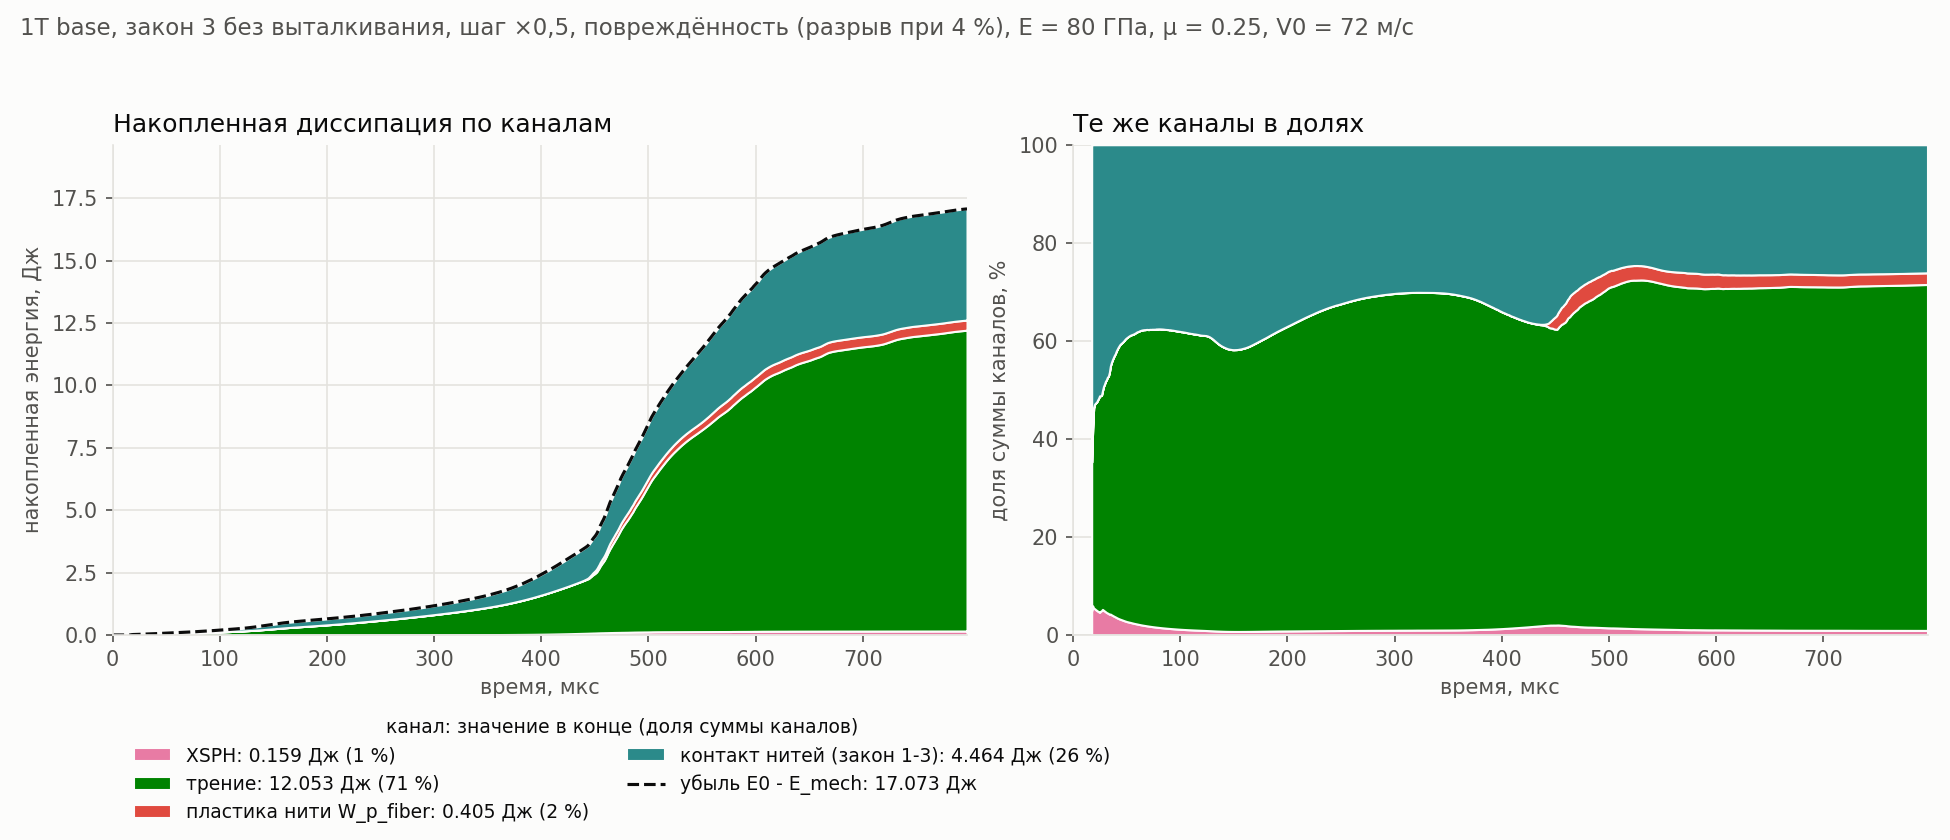 1T base, закон 3 без выталкивания, шаг ×0,5, повреждённость (разрыв при 4 %), E = 80 ГПа, μ = 0.25, V0 = 72 м/с
Накопленная диссипация по каналам
накопленная энергия, Дж
17.5
15.0
12.5
10.0
7.5
5.0
2.5
0.0
0 100 200 300 400 500 600 700
время, мкс
Те же каналы в долях
доля суммы каналов, %
100
80
60
40
20
0
0 100 200 300 400 500 600 700
время, мкс
канал: значение в конце (доля суммы каналов)
XSPH: 0.159 Дж (1 %)
трение: 12.053 Дж (71 %)
пластика нити W_p_fiber: 0.405 Дж (2 %)
контакт нитей (закон 1-3): 4.464 Дж (26 %)
убыль E0 - E_mech: 17.073 Дж